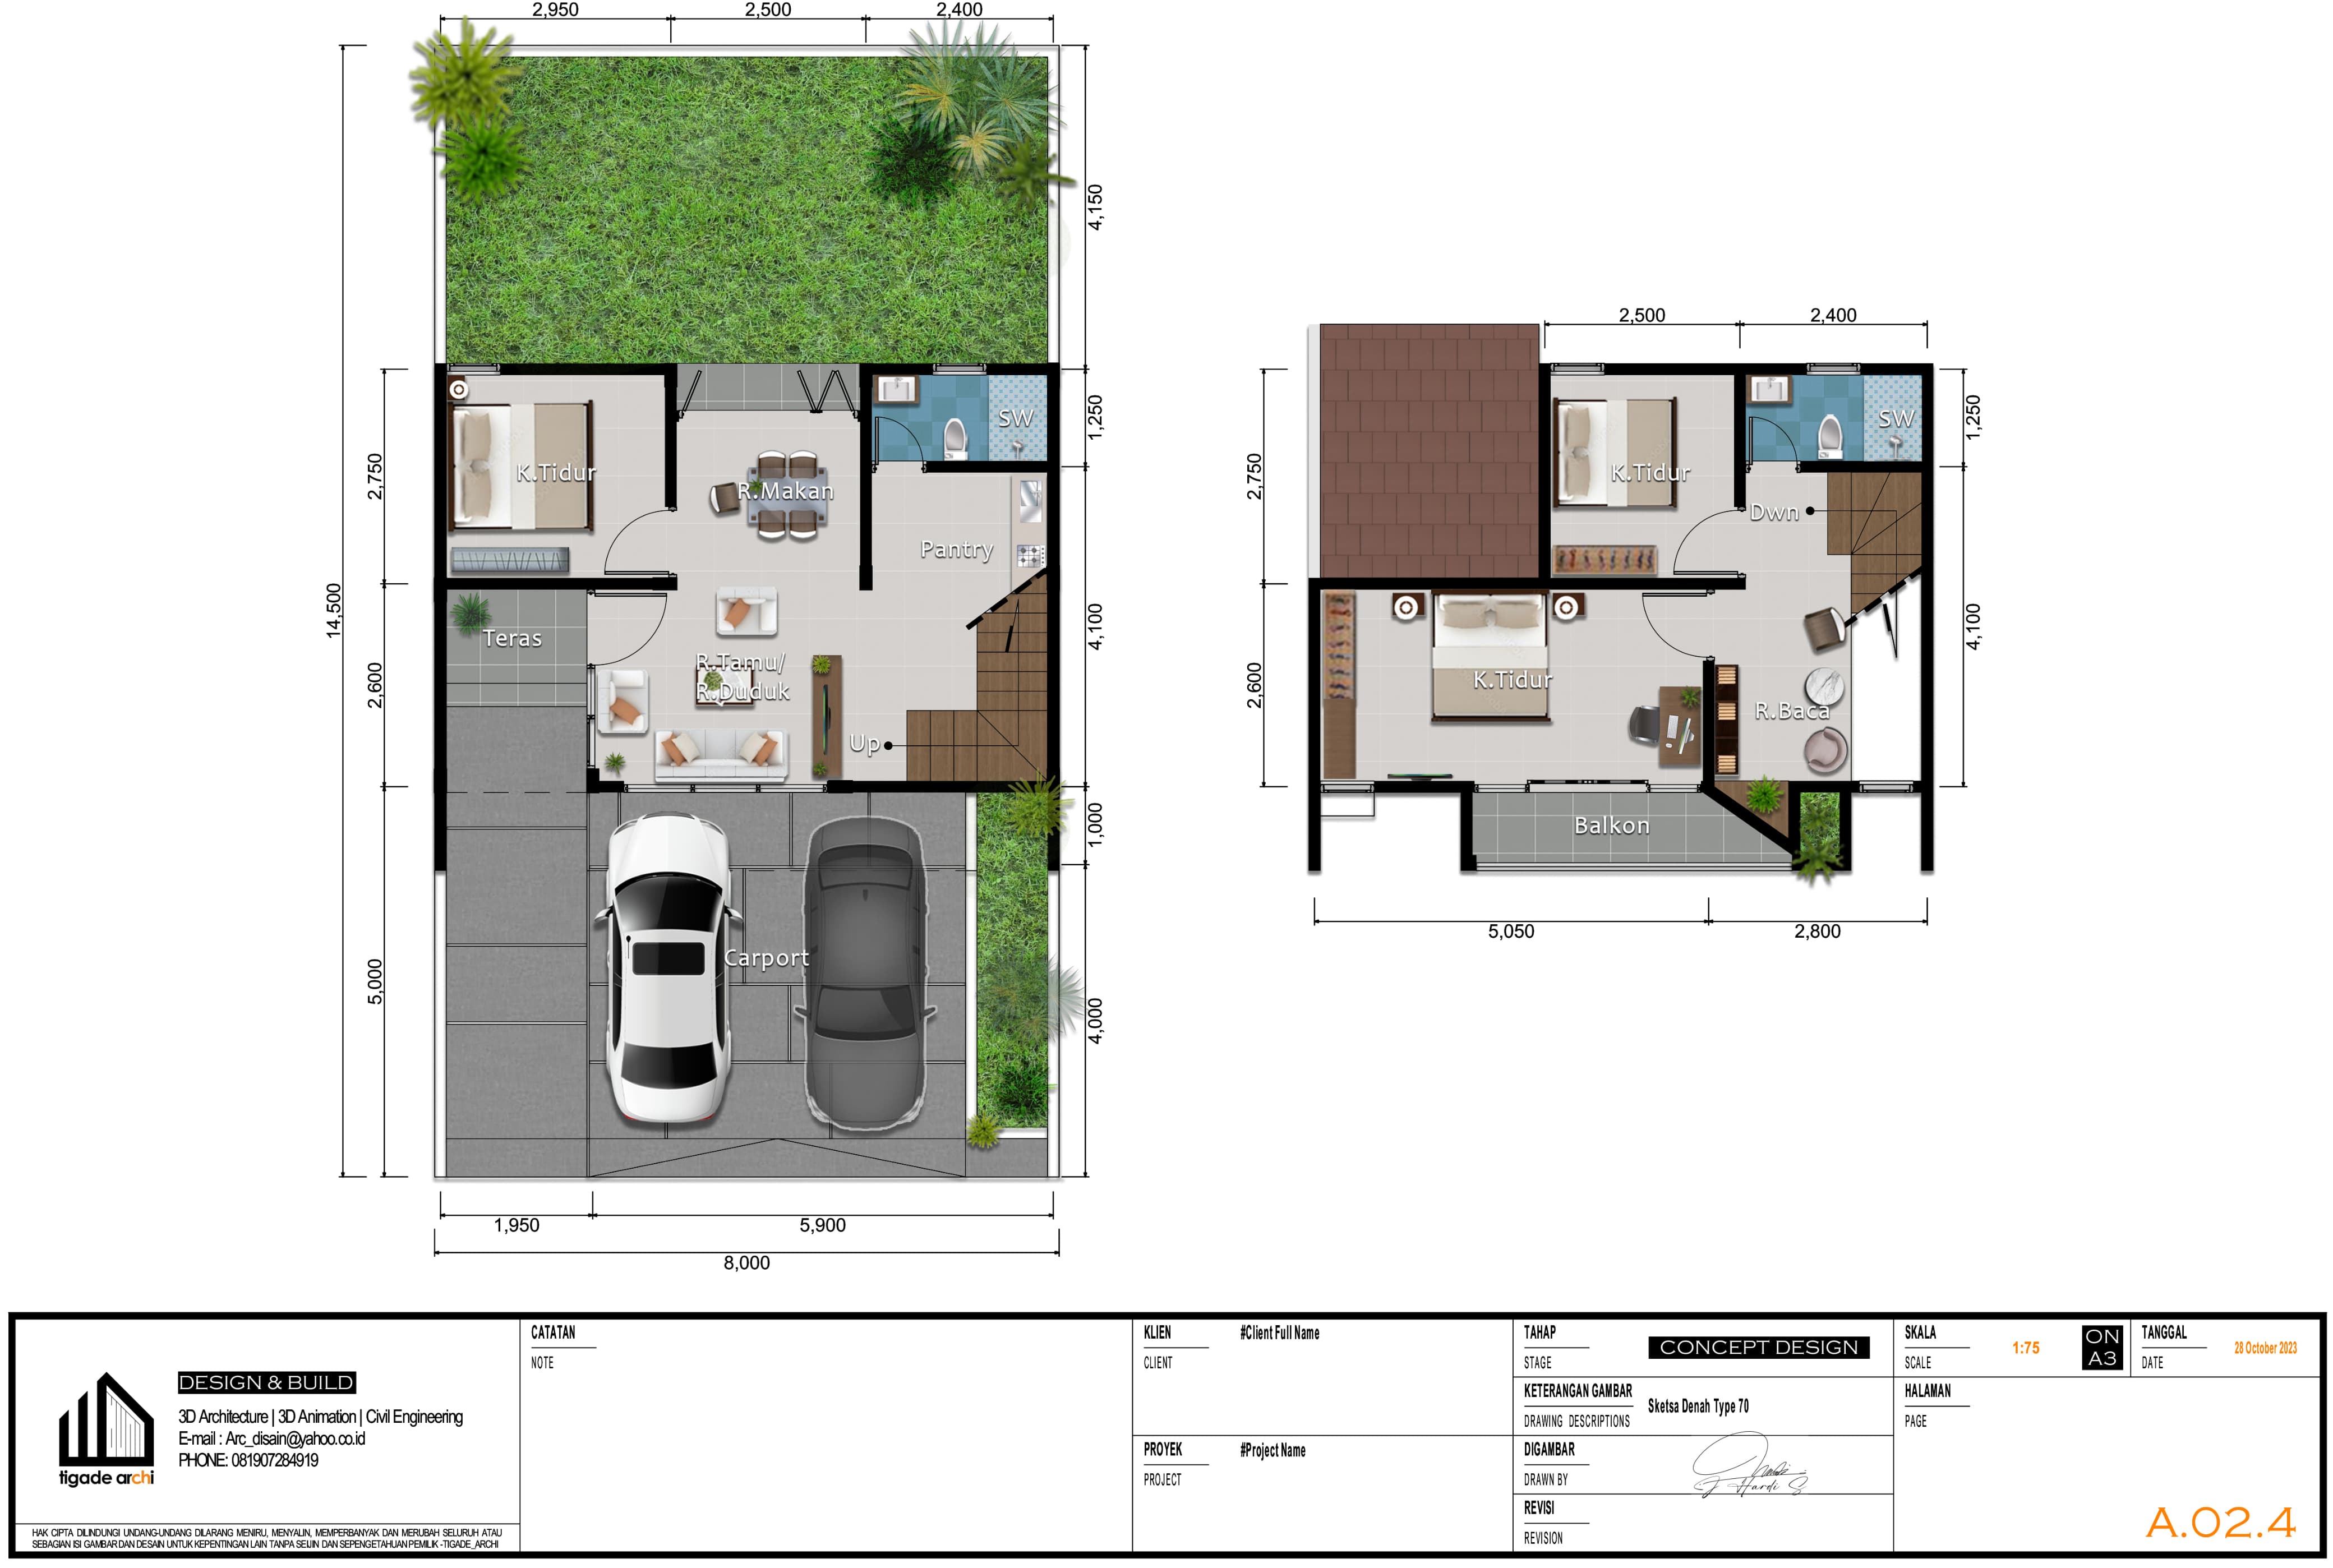 2,950
2,500
2,400
14,500
2,750
2,600
5,000
4,150
1,250
4,100
1,000
4,000
K.Tidur
R.Makan
SW
Pantry
Teras
R.Tamu/
R.Duduk
Up
Carport
1,950
5,900
8,000
2,500
2,400
2,750
2,600
1,250
4,100
K.Tidur
SW
Dwn
K.Tidur
R.Baca
Balkon
5,050
2,800
tigade archi
DESIGN & BUILD
3D Architecture | 3D Animation | Civil Engineering
E-mail : Arc_disain@yahoo.co.id
PHONE: 081907284919
HAK CIPTA DILINDUNGI UNDANG-UNDANG DILARANG MENIRU, MENYALIN, MEMPERBANYAK DAN MERUBAH SELURUH ATAU
SEBAGIAN ISI GAMBAR DAN DESAIN UNTUK KEPENTINGAN LAIN TANPA SEIJIN DAN SEPENGETAHUAN PEMILIK -TIGADE_ARCHI
CATATAN
NOTE
KLIEN #Client Full Name
CLIENT
PROYEK #Project Name
PROJECT
TAHAP
STAGE
CONCEPT DESIGN
KETERANGAN GAMBAR
DRAWING DESCRIPTIONS
Sketsa Denah Type 70
DIGAMBAR
DRAWN BY
Hardi S
REVISI
REVISION
SKALA
SCALE
1:75
ON
A3
TANGGAL
DATE
28 October 2023
HALAMAN
PAGE
A.02.4